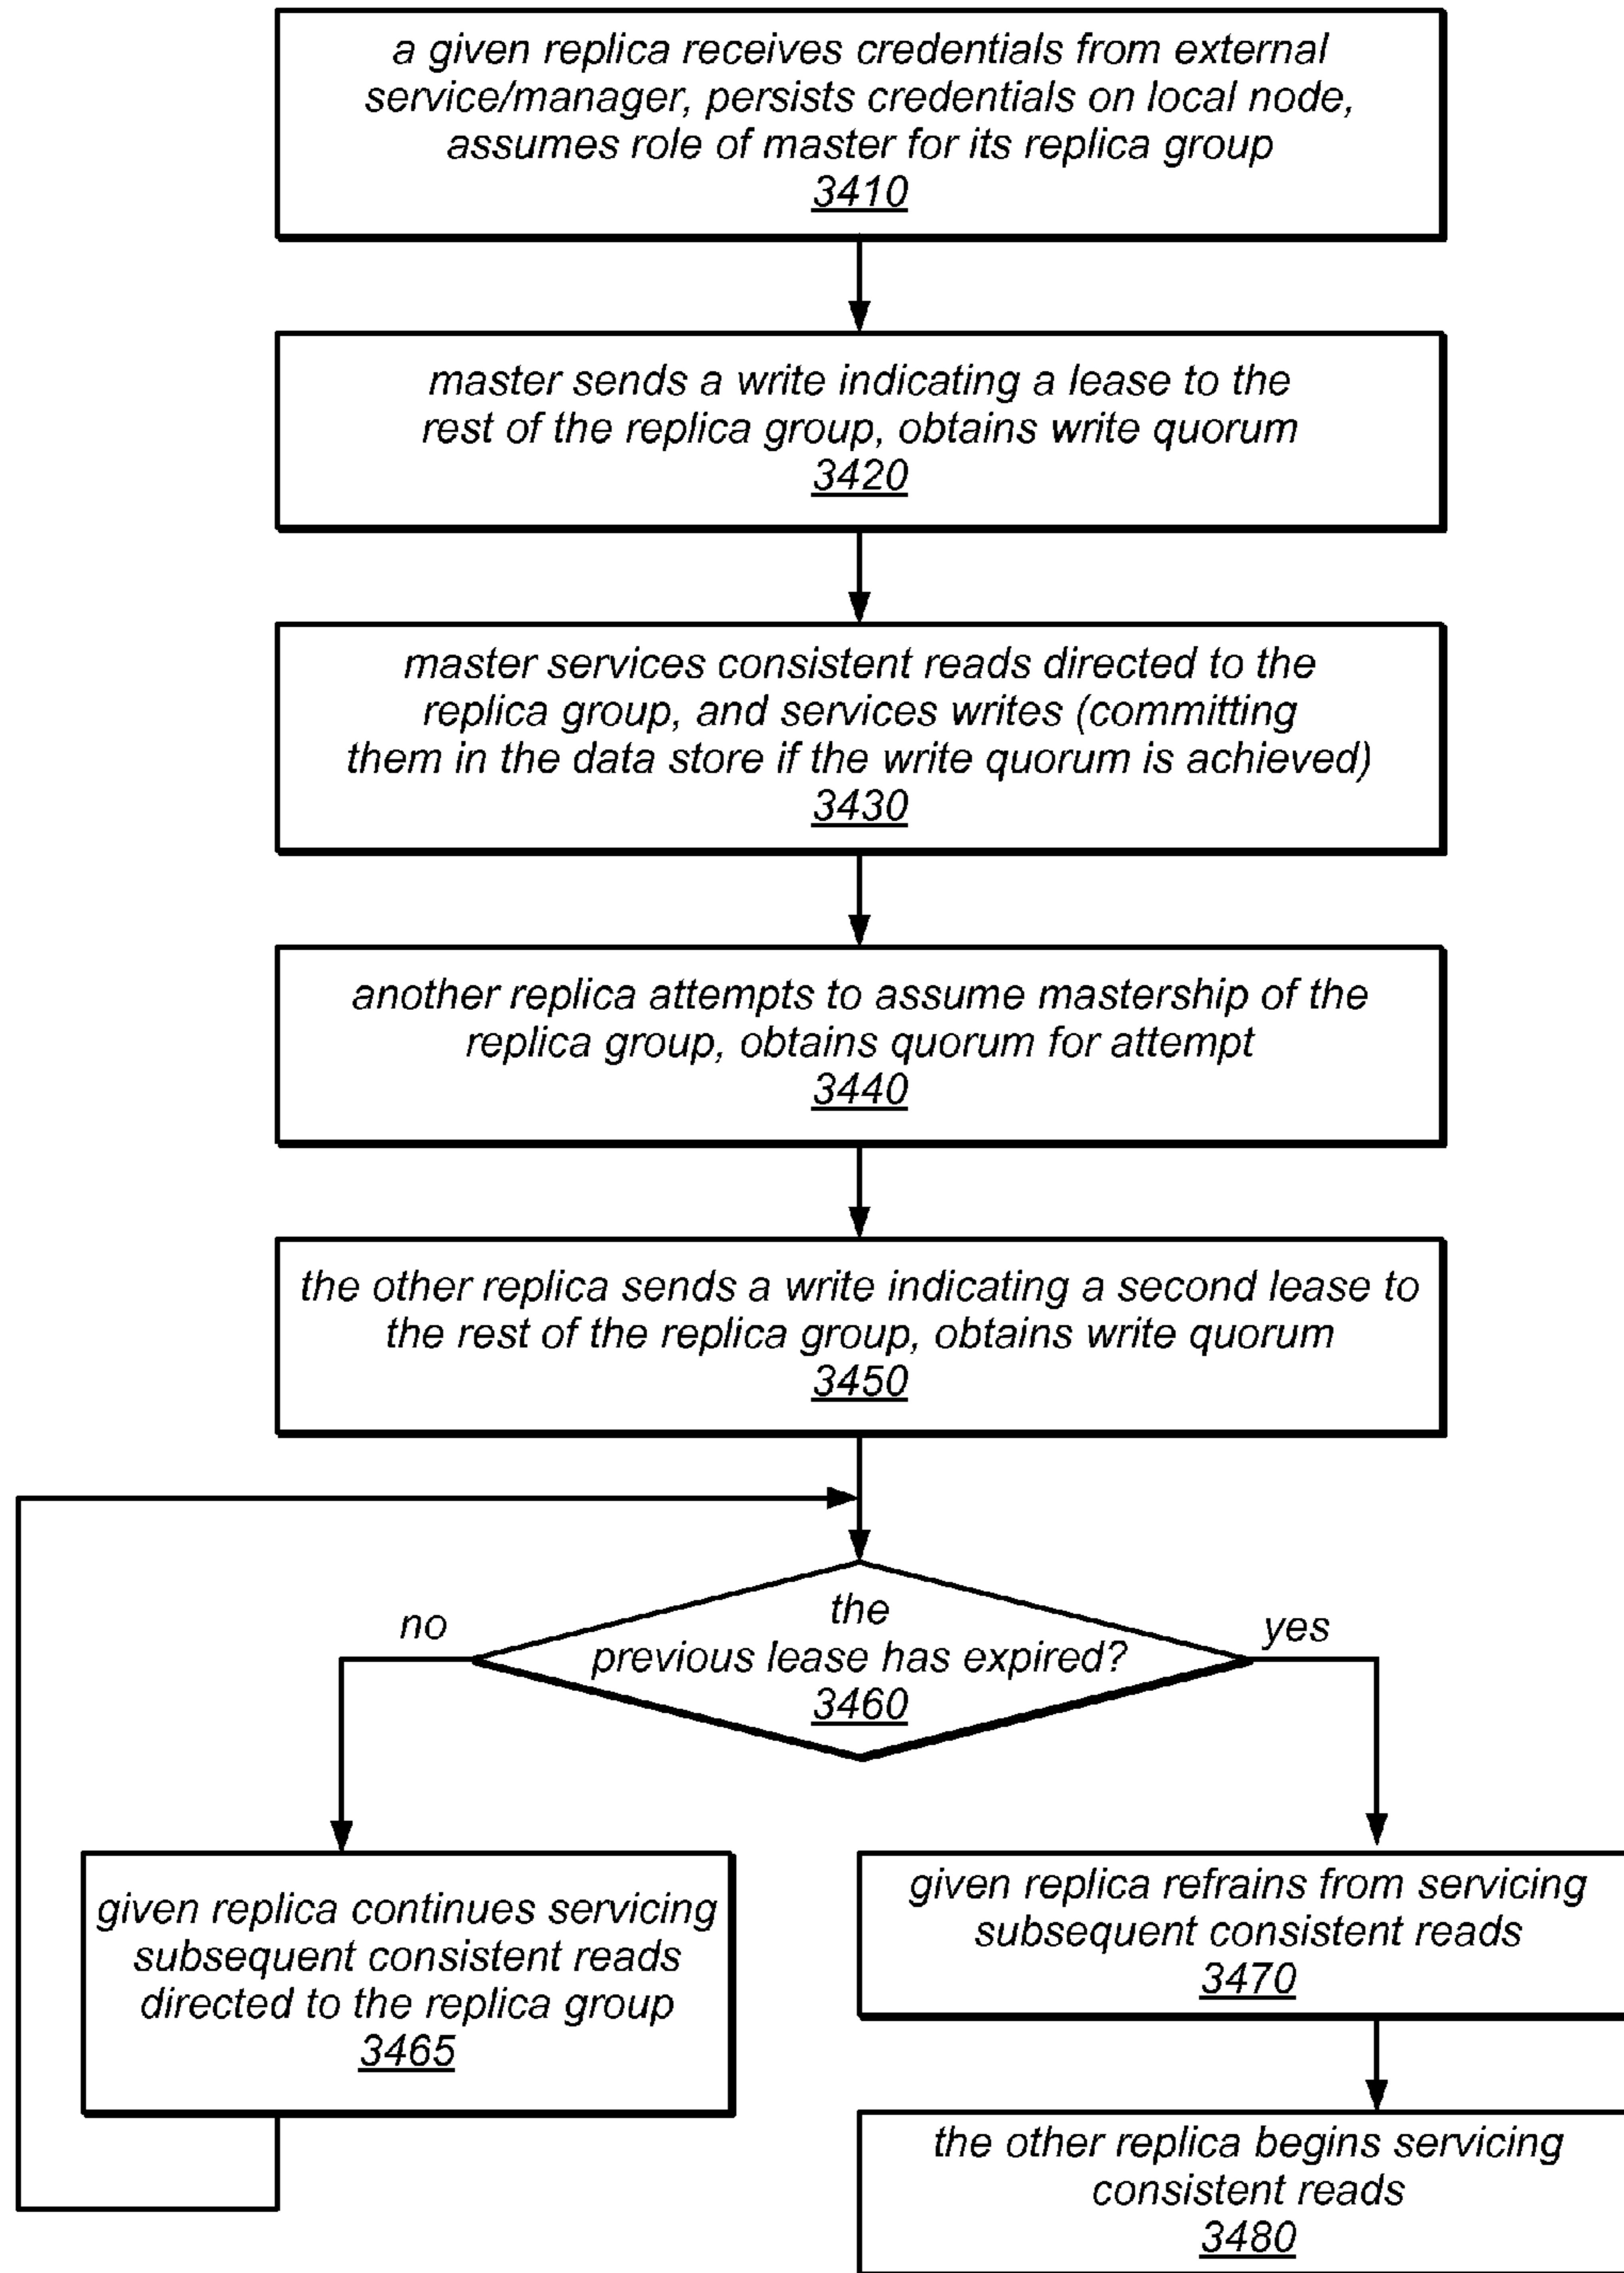 a given replica receives credentials from external
service/manager, persists credentials on local node,
assumes role of master for its replica group
3410
master sends a write indicating a lease to the
rest of the replica group, obtains write quorum
3420
master services consistent reads directed to the
replica group, and services writes (committing
them in the data store if the write quorum is achieved)
3430
another replica attempts to assume mastership of the
replica group, obtains quorum for attempt
3440
the other replica sends a write indicating a second lease to
the rest of the replica group, obtains write quorum
3450
the
previous lease has expired?
3460
no
yes
given replica continues servicing
subsequent consistent reads
directed to the replica group
3465
given replica refrains from servicing
subsequent consistent reads
3470
the other replica begins servicing
consistent reads
3480